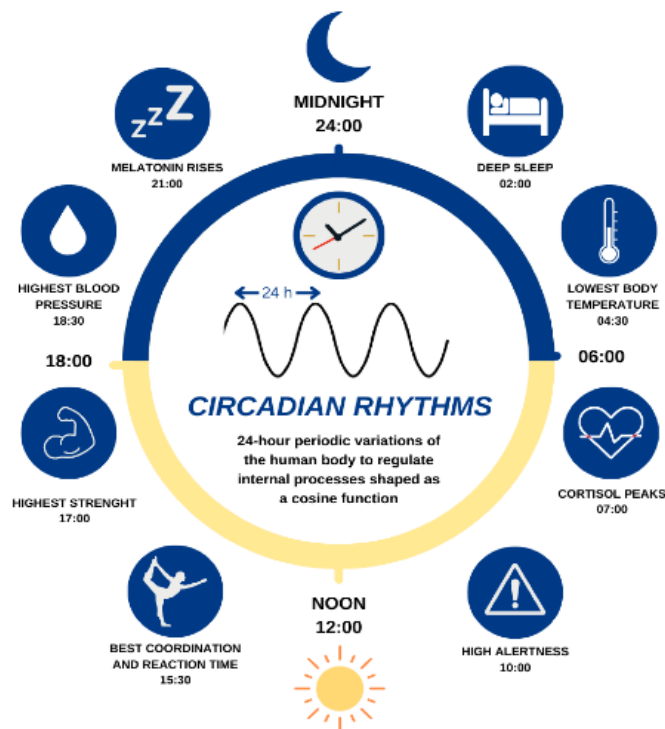 MIDNIGHT
24:00
Z Z Z
MELATONIN RISES
21:00
DEEP SLEEP
02:00
HIGHEST BLOOD
PRESSURE
18:30
LOWEST BODY
TEMPERATURE
04:30
24 h
18:00
06:00
CIRCADIAN RHYTHMS
24-hour periodic variations of
the human body to regulate
internal processes shaped as
a cosine function
HIGHEST STRENGHT
17:00
CORTISOL PEAKS
07:00
NOON
12:00
BEST COORDINATION
AND REACTION TIME
15:30
HIGH ALERTNESS
10:00